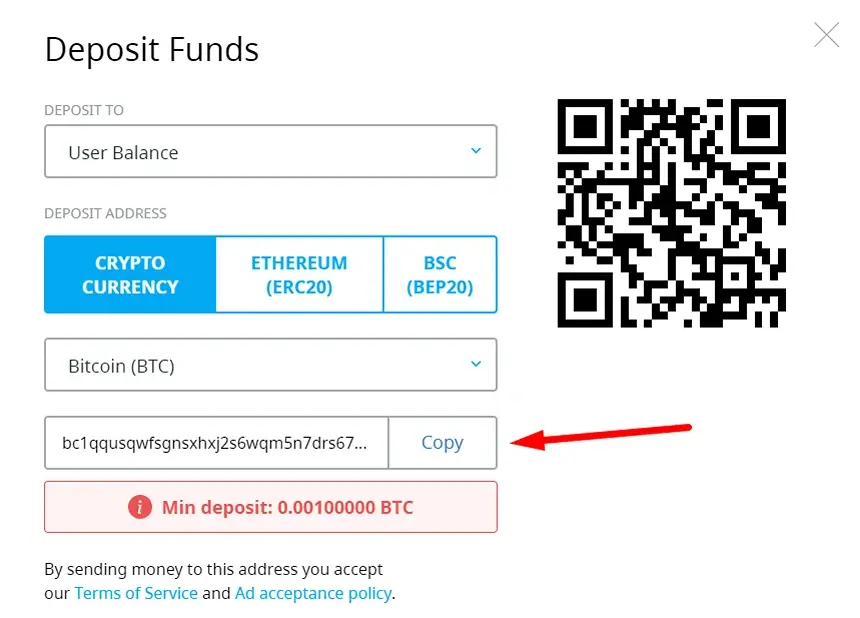 Deposit Funds
DEPOSIT TO
User Balance
DEPOSIT ADDRESS
CRYPTO
CURRENCY
ETHEREUM
(ERC20)
BSC
(BEP20)
Bitcoin (BTC)
bc1qqusqwfsgnsxhxj2s6wqm5n7drs67...
Copy
Min deposit: 0.00100000 BTC
By sending money to this address you accept
our Terms of Service and Ad acceptance policy.